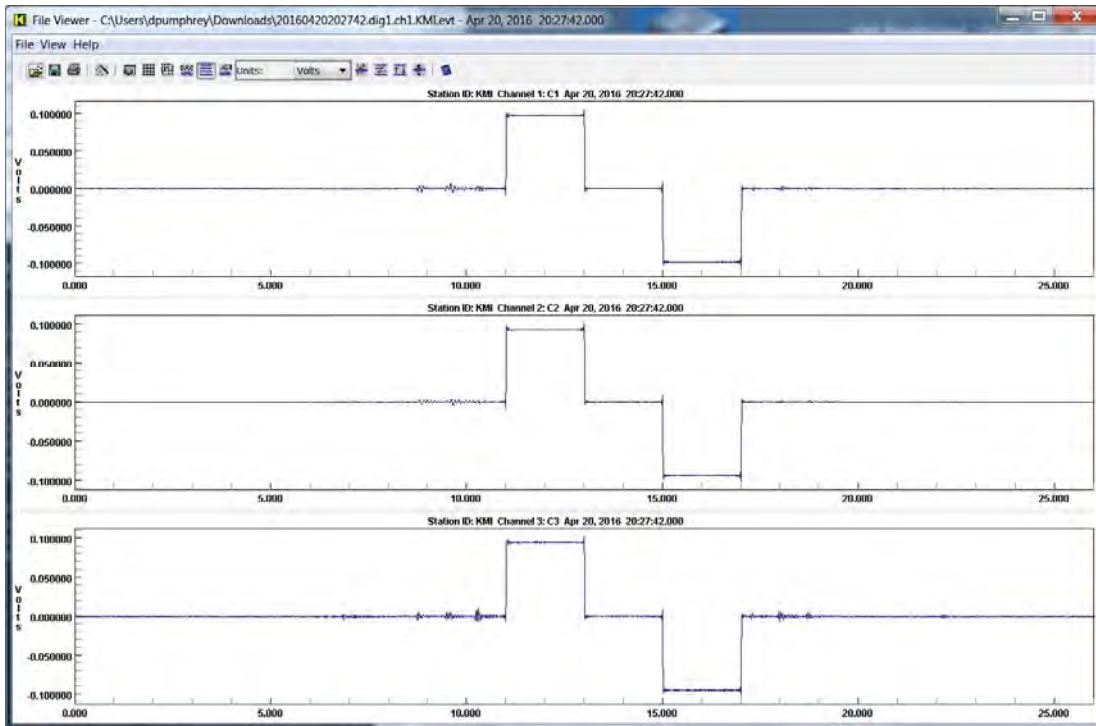 File Viewer - C:\Users\dpumphrey\Downloads\20160420202742.dig1.ch1.KMI.evt - Apr 20, 2016 20:27:42.000
File View Help
Units: Volts
Station ID: KMI Channel 1: C1 Apr 20, 2016 20:27:42.000
0.100000
0.050000
0.000000
-0.050000
-0.100000
Volts
0.000 5.000 10.000 15.000 20.000 25.000
Station ID: KMI Channel 2: C2 Apr 20, 2016 20:27:42.000
0.100000
0.050000
0.000000
-0.050000
-0.100000
Volts
0.000 5.000 10.000 15.000 20.000 25.000
Station ID: KMI Channel 3: C3 Apr 20, 2016 20:27:42.000
0.100000
0.050000
0.000000
-0.050000
-0.100000
Volts
0.000 5.000 10.000 15.000 20.000 25.000